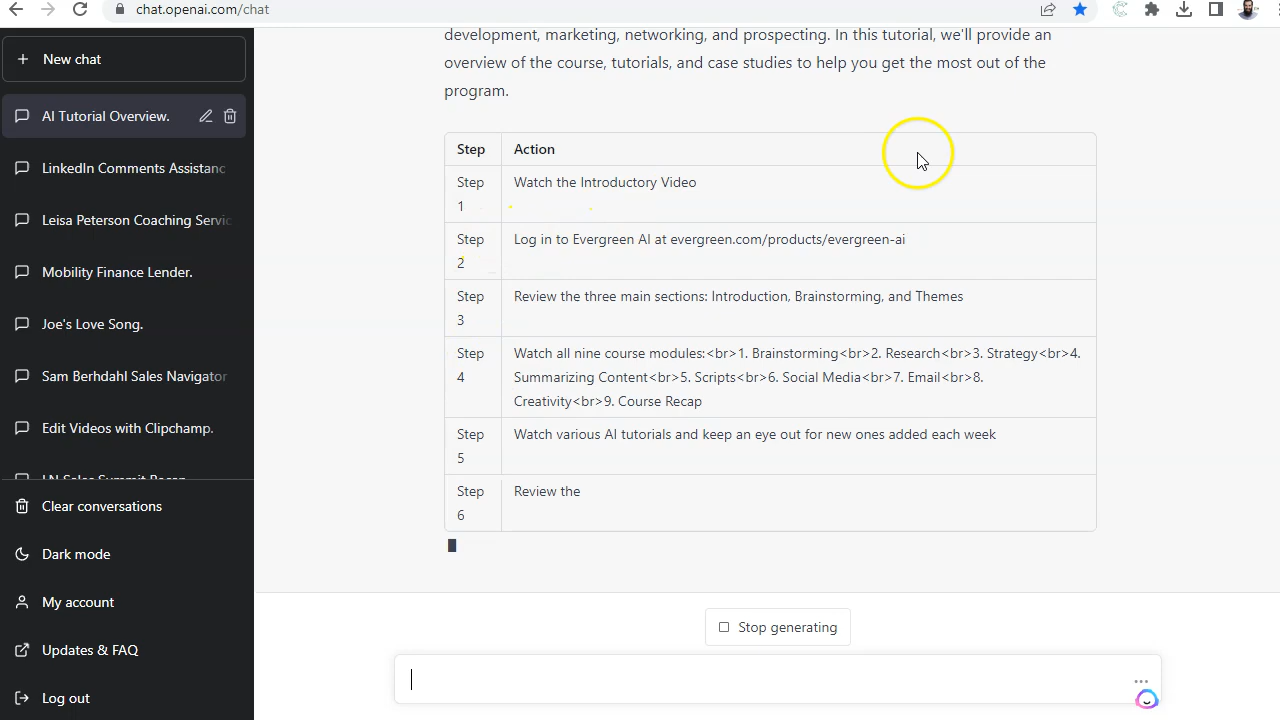 chat.openai.com/chat
New chat
AI Tutorial Overview.
LinkedIn Comments Assistanc
Leisa Peterson Coaching Servic
Mobility Finance Lender.
Joe's Love Song.
Sam Berhdahl Sales Navigator
Edit Videos with Clipchamp.
LN Sales Summit Recap
Clear conversations
Dark mode
My account
Updates & FAQ
Log out
development, marketing, networking, and prospecting. In this tutorial, we'll provide an
overview of the course, tutorials, and case studies to help you get the most out of the
program.
Step Action
Step 1 Watch the Introductory Video
Step 2 Log in to Evergreen AI at evergreen.com/products/evergreen-ai
Step 3 Review the three main sections: Introduction, Brainstorming, and Themes
Step 4 Watch all nine course modules:<br>1. Brainstorming<br>2. Research<br>3. Strategy<br>4.
Summarizing Content<br>5. Scripts<br>6. Social Media<br>7. Email<br>8.
Creativity<br>9. Course Recap
Step 5 Watch various AI tutorials and keep an eye out for new ones added each week
Step 6 Review the
Stop generating